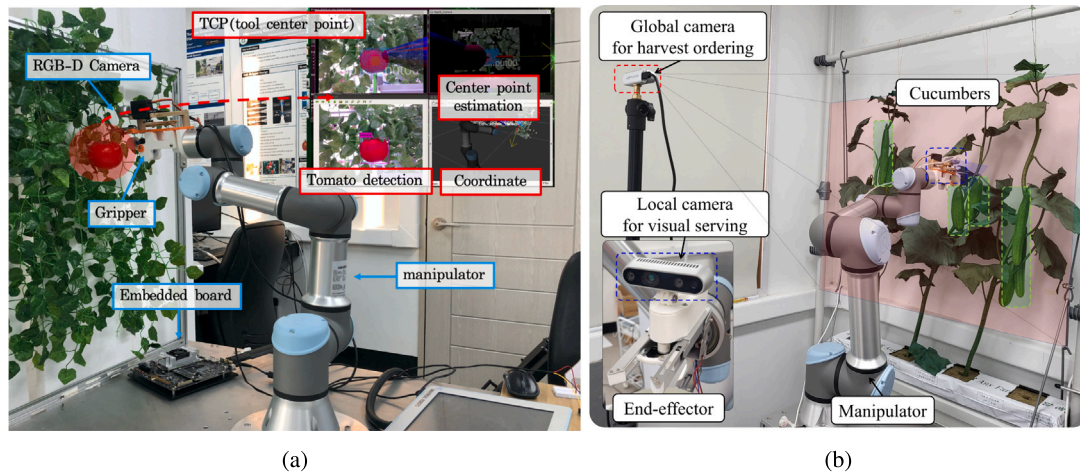 TCP(tool center point)
RGB-D Camera
Center point
estimation
Tomato detection
Coordinate
Gripper
manipulator
Embedded board
(a)
Global camera
for harvest ordering
Cucumbers
Local camera
for visual serving
End-effector
Manipulator
(b)